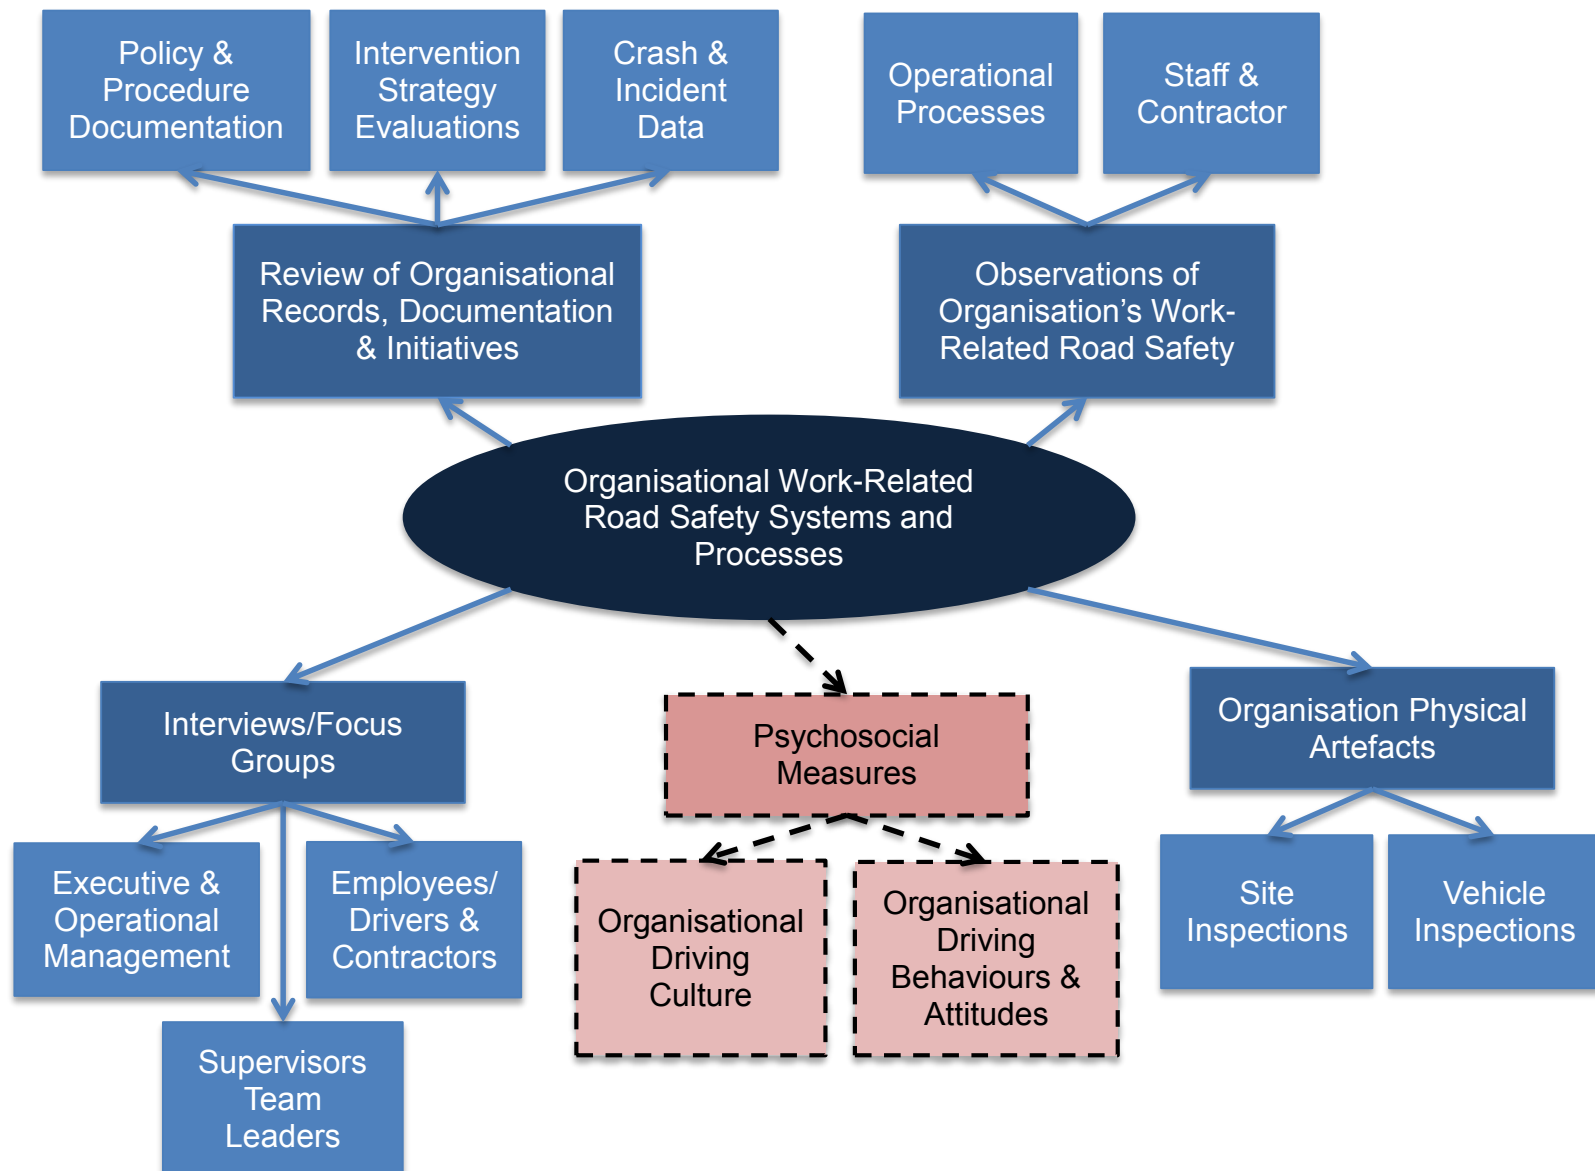 Policy &
Procedure
Documentation
Intervention
Strategy
Evaluations
Crash &
Incident
Data
Operational
Processes
Staff &
Contractor
Review of Organisational
Records, Documentation
& Initiatives
Observations of
Organisation’s Work-
Related Road Safety
Organisational Work-Related
Road Safety Systems and
Processes
Interviews/Focus
Groups
Psychosocial
Measures
Organisation Physical
Artefacts
Executive &
Operational
Management
Employees/
Drivers &
Contractors
Supervisors
Team
Leaders
Organisational
Driving
Culture
Organisational
Driving
Behaviours &
Attitudes
Site
Inspections
Vehicle
Inspections